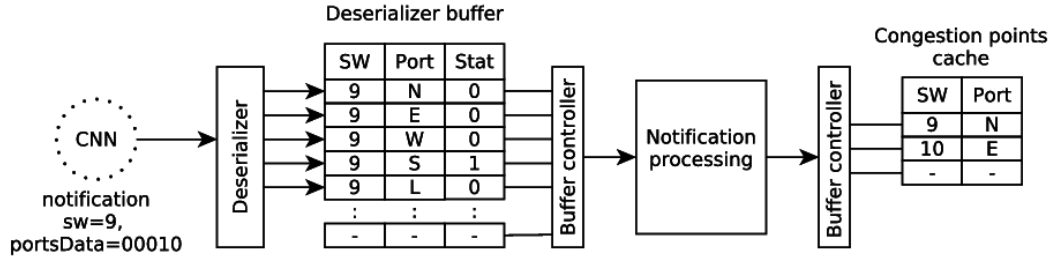 Deserializer buffer
SW Port Stat
9 N 0
9 E 0
9 W 0
9 S 1
9 L 0
: : :
- - -
CNN
notification
sw=9,
portsData=00010
Deserializer
Buffer controller
Notification
processing
Buffer controller
Congestion points
cache
SW Port
9 N
10 E
- -